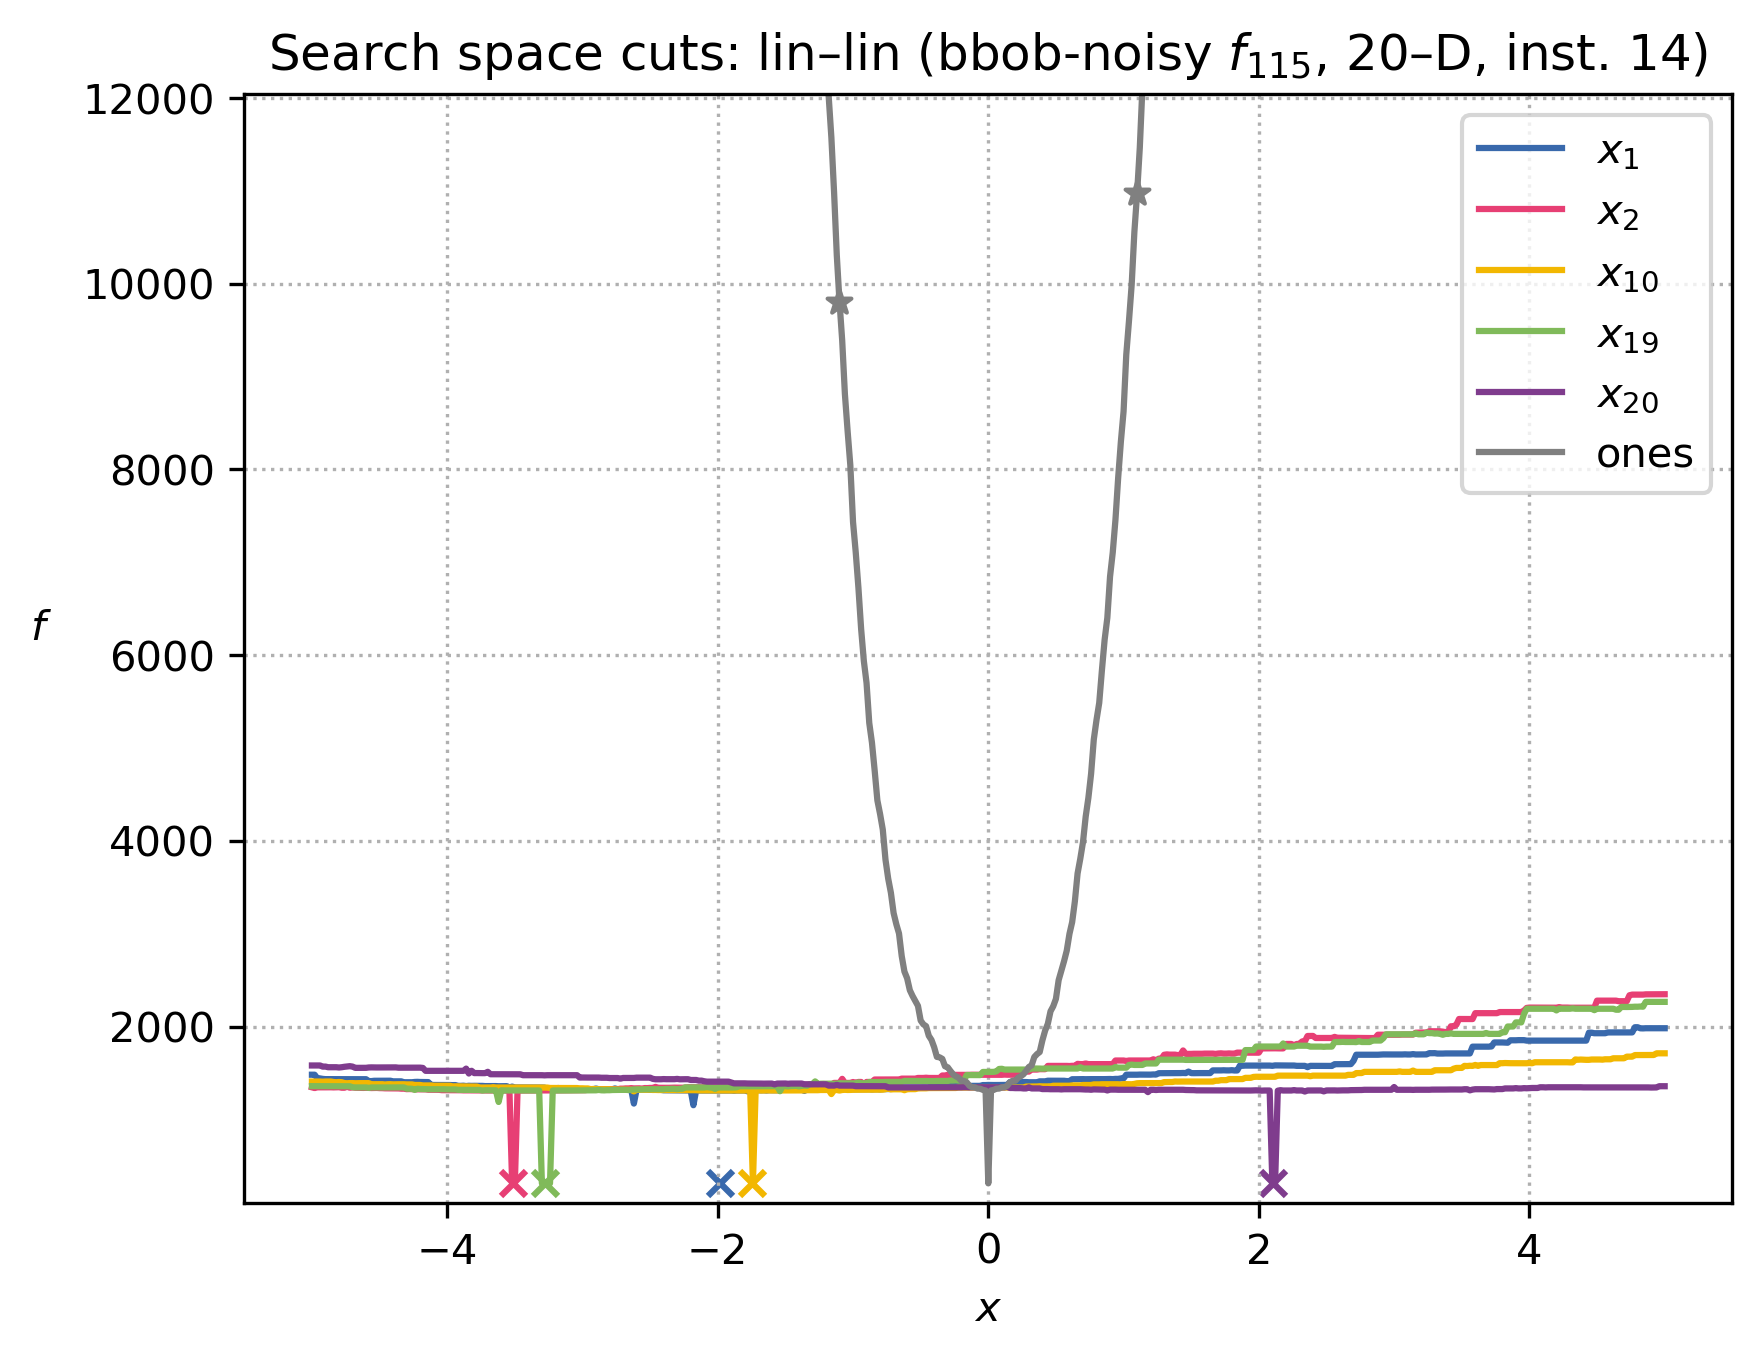 Search space cuts: lin–lin (bbob-noisy f115, 20–D, inst. 14)
12000
10000
8000
6000
4000
2000
f
x1
x2
x10
x19
x20
ones
−4
−2
0
2
4
x